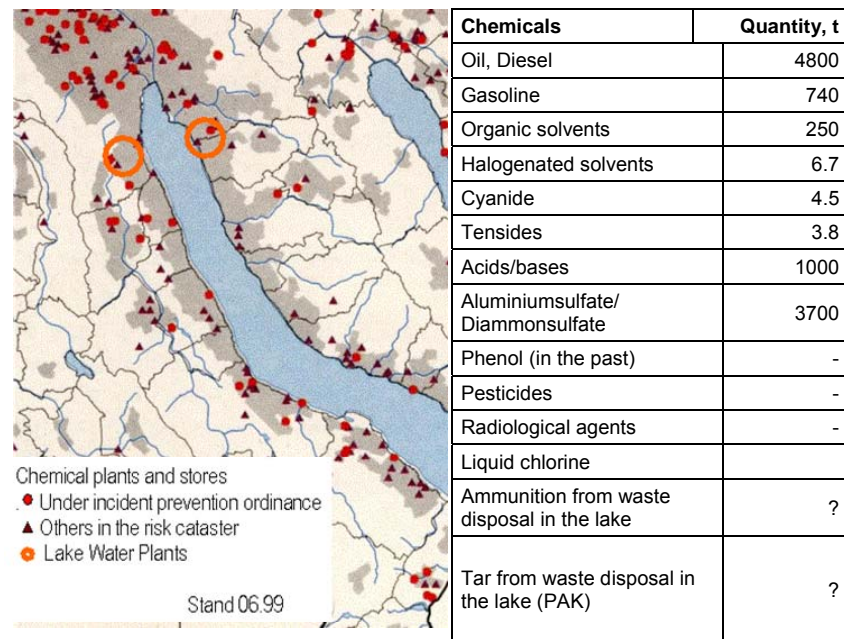 Chemical plants and stores
Under incident prevention ordinance
Others in the risk cataster
Lake Water Plants
Stand 06.99
Chemicals Quantity, t
Oil, Diesel 4800
Gasoline 740
Organic solvents 250
Halogenated solvents 6.7
Cyanide 4.5
Tensides 3.8
Acids/bases 1000
Aluminiumsulfate/
Diammonsulfate 3700
Phenol (in the past) -
Pesticides -
Radiological agents -
Liquid chlorine
Ammunition from waste
disposal in the lake ?
Tar from waste disposal in
the lake (PAK) ?